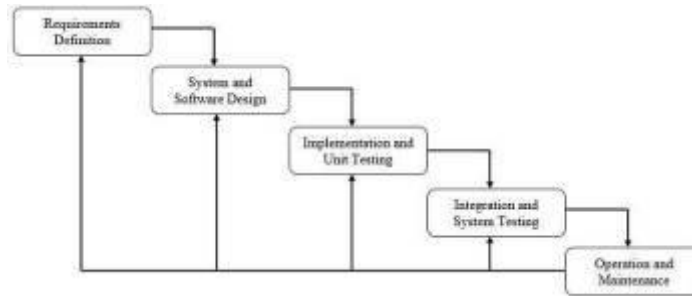 Requirements
Definition
System and
Software Design
Implementation and
Unit Testing
Integration and
System Testing
Operation and
Maintenance